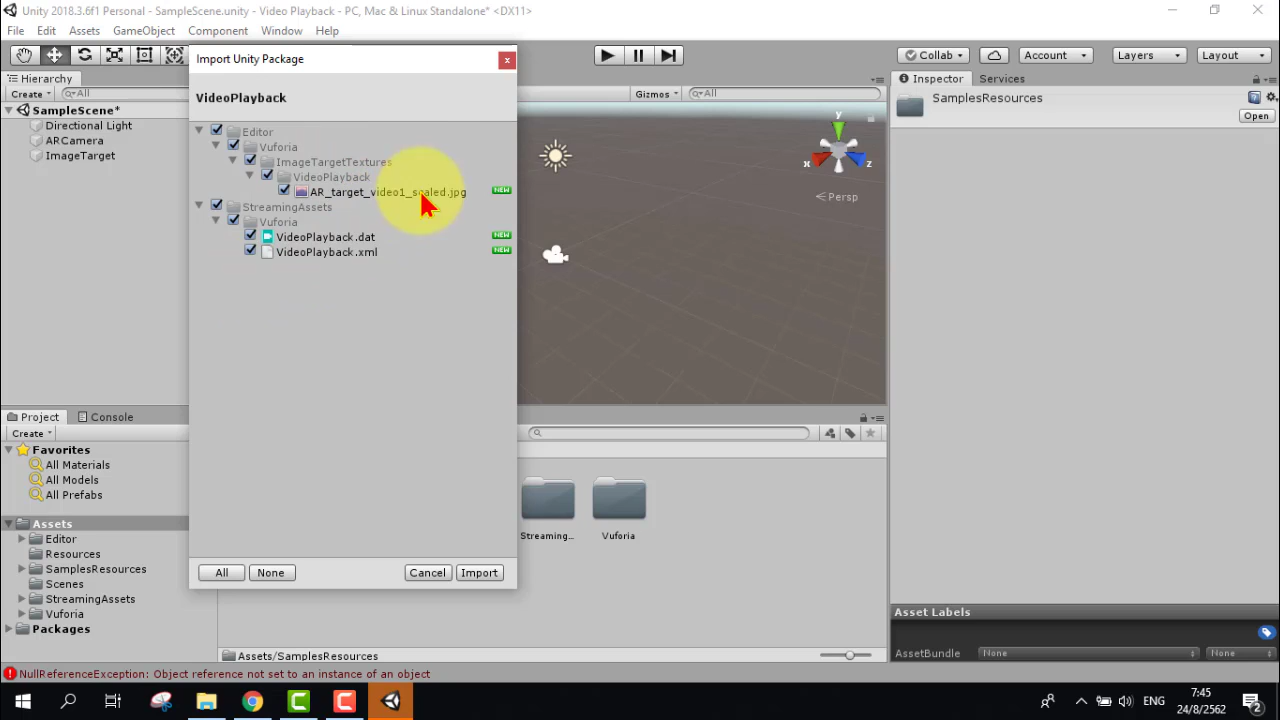 Unity 2018.3.6f1 Personal - SampleScene.unity - Video Playback - PC, Mac & Linux Standalone* <DX11>
File Edit Assets GameObject Component Window Help
Collab Account Layers Layout
Import Unity Package
VideoPlayback
Editor
Vuforia
ImageTargetTextures
VideoPlayback
AR_target_video1_scaled.jpg NEW
StreamingAssets
Vuforia
VideoPlayback.dat NEW
VideoPlayback.xml NEW
All None Cancel Import
Hierarchy
Create All
SampleScene*
Directional Light
ARCamera
ImageTarget
Gizmos All
y
x z
Persp
Inspector Services
SamplesResources
Open
Project Console
Create
Favorites
All Materials
All Models
All Prefabs
Assets
Editor
Resources
SamplesResources
Scenes
StreamingAssets
Vuforia
Packages
Streaming... Vuforia
Assets/SamplesResources
Asset Labels
AssetBundle None None
NullReferenceException: Object reference not set to an instance of an object
ENG
7:45
24/8/2562
2